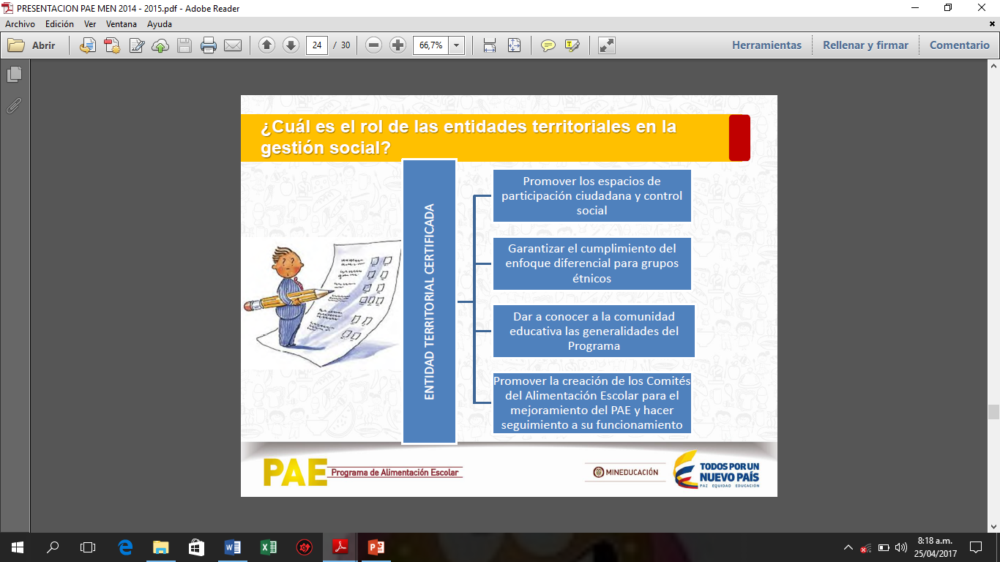 PRESENTACION PAE MEN 2014 - 2015.pdf - Adobe Reader
Archivo Edición Ver Ventana Ayuda
Abrir 24 / 30 66,7% Herramientas Rellenar y firmar Comentario
¿Cuál es el rol de las entidades territoriales en la
gestión social?
ENTIDAD TERRITORIAL CERTIFICADA
Promover los espacios de
participación ciudadana y control
social
Garantizar el cumplimiento del
enfoque diferencial para grupos
étnicos
Dar a conocer a la comunidad
educativa las generalidades del
Programa
Promover la creación de los Comités
del Alimentación Escolar para el
mejoramiento del PAE y hacer
seguimiento a su funcionamiento
PAE Programa de Alimentación Escolar
MINEDUCACIÓN
TODOS POR UN
NUEVO PAÍS
PAZ EQUIDAD EDUCACIÓN
8:18 a.m.
25/04/2017